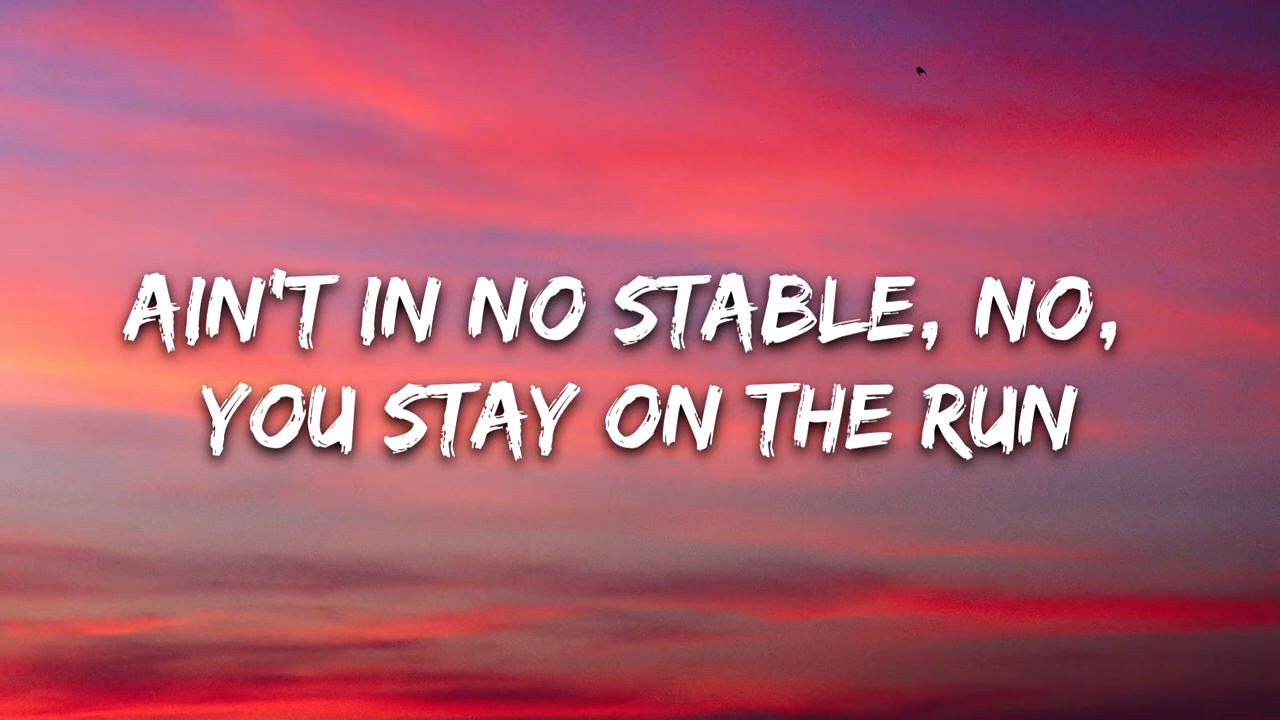 AIN'T IN NO STABLE, NO,
YOU STAY ON THE RUN